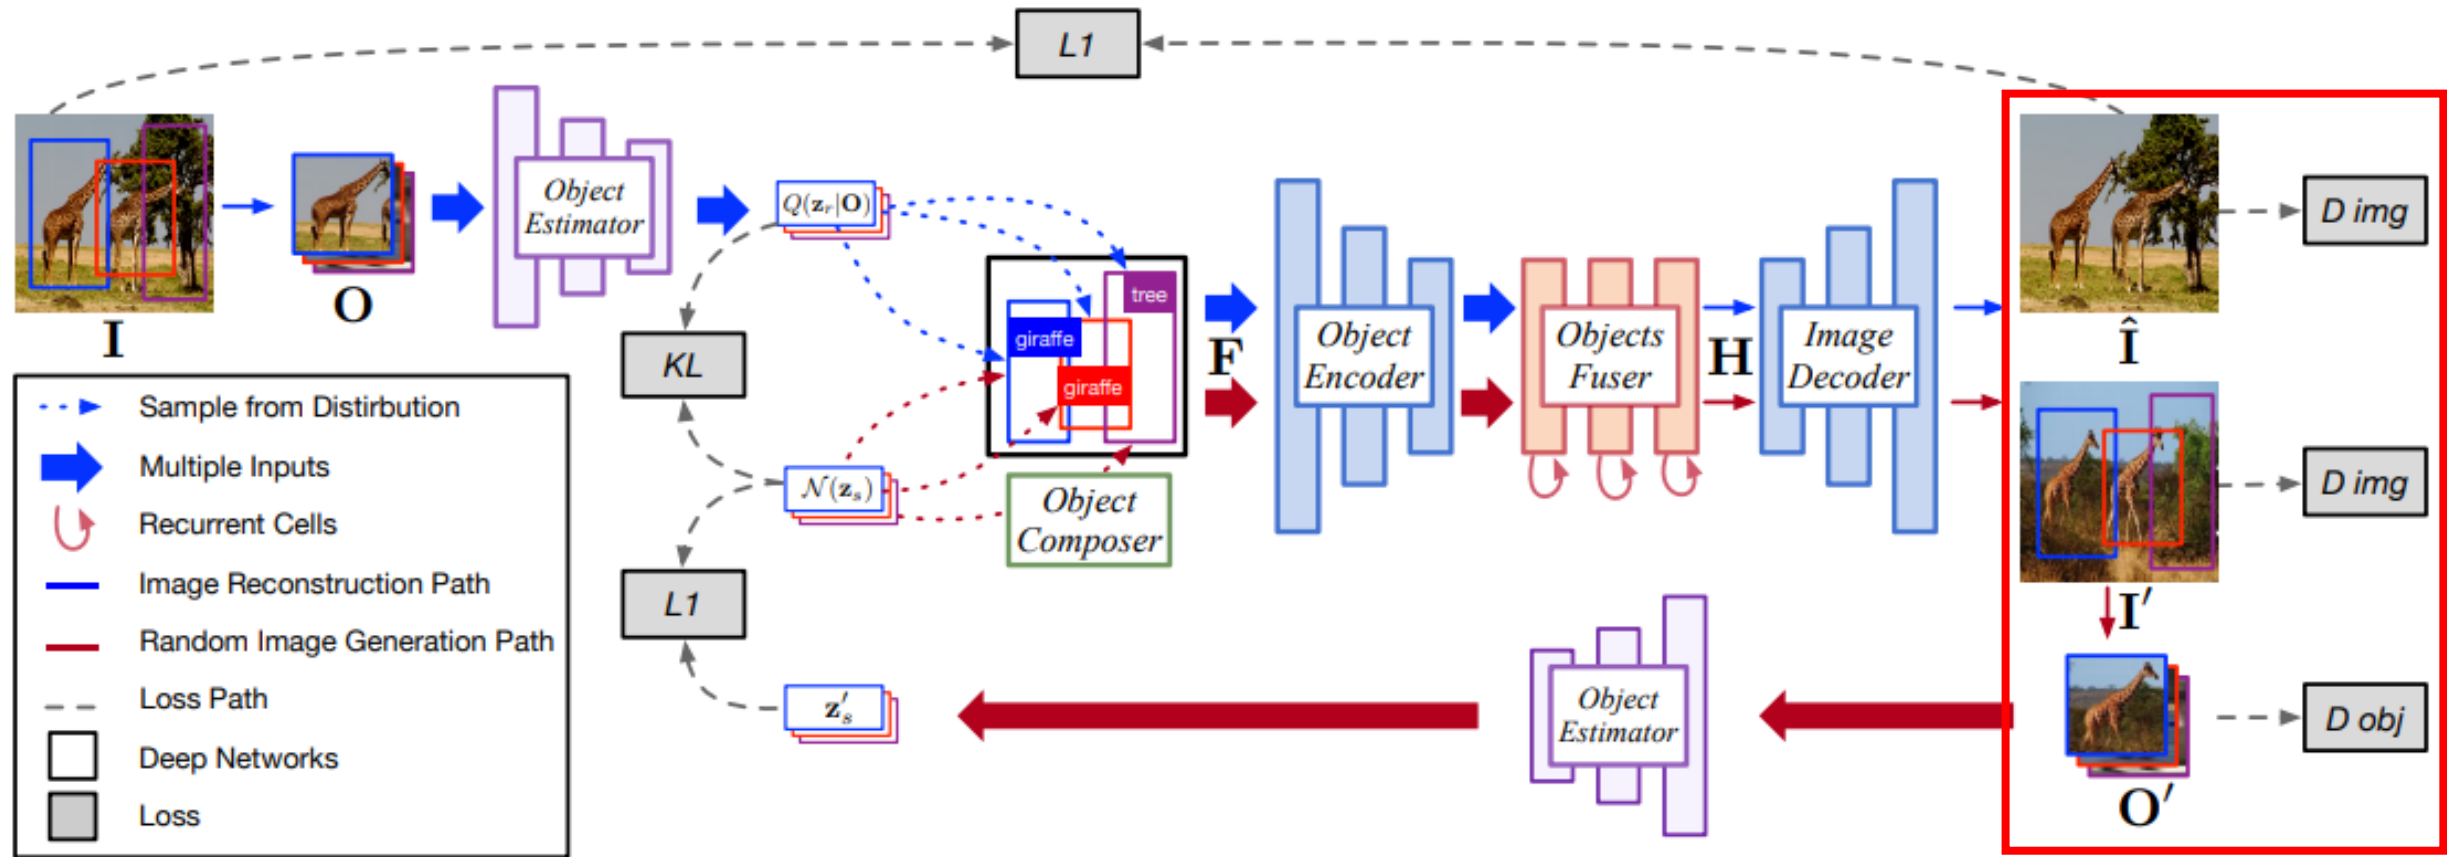 L1
I
O
Object
Estimator
Q(𝐳ᵣ|𝐎)
KL
𝒩(𝐳ₛ)
L1
𝐳′ₛ
tree
giraffe
giraffe
Object
Composer
F
Object
Encoder
Objects
Fuser
H
Image
Decoder
Î
D img
I′
D img
O′
D obj
Object
Estimator
Sample from Distirbution
Multiple Inputs
Recurrent Cells
Image Reconstruction Path
Random Image Generation Path
Loss Path
Deep Networks
Loss